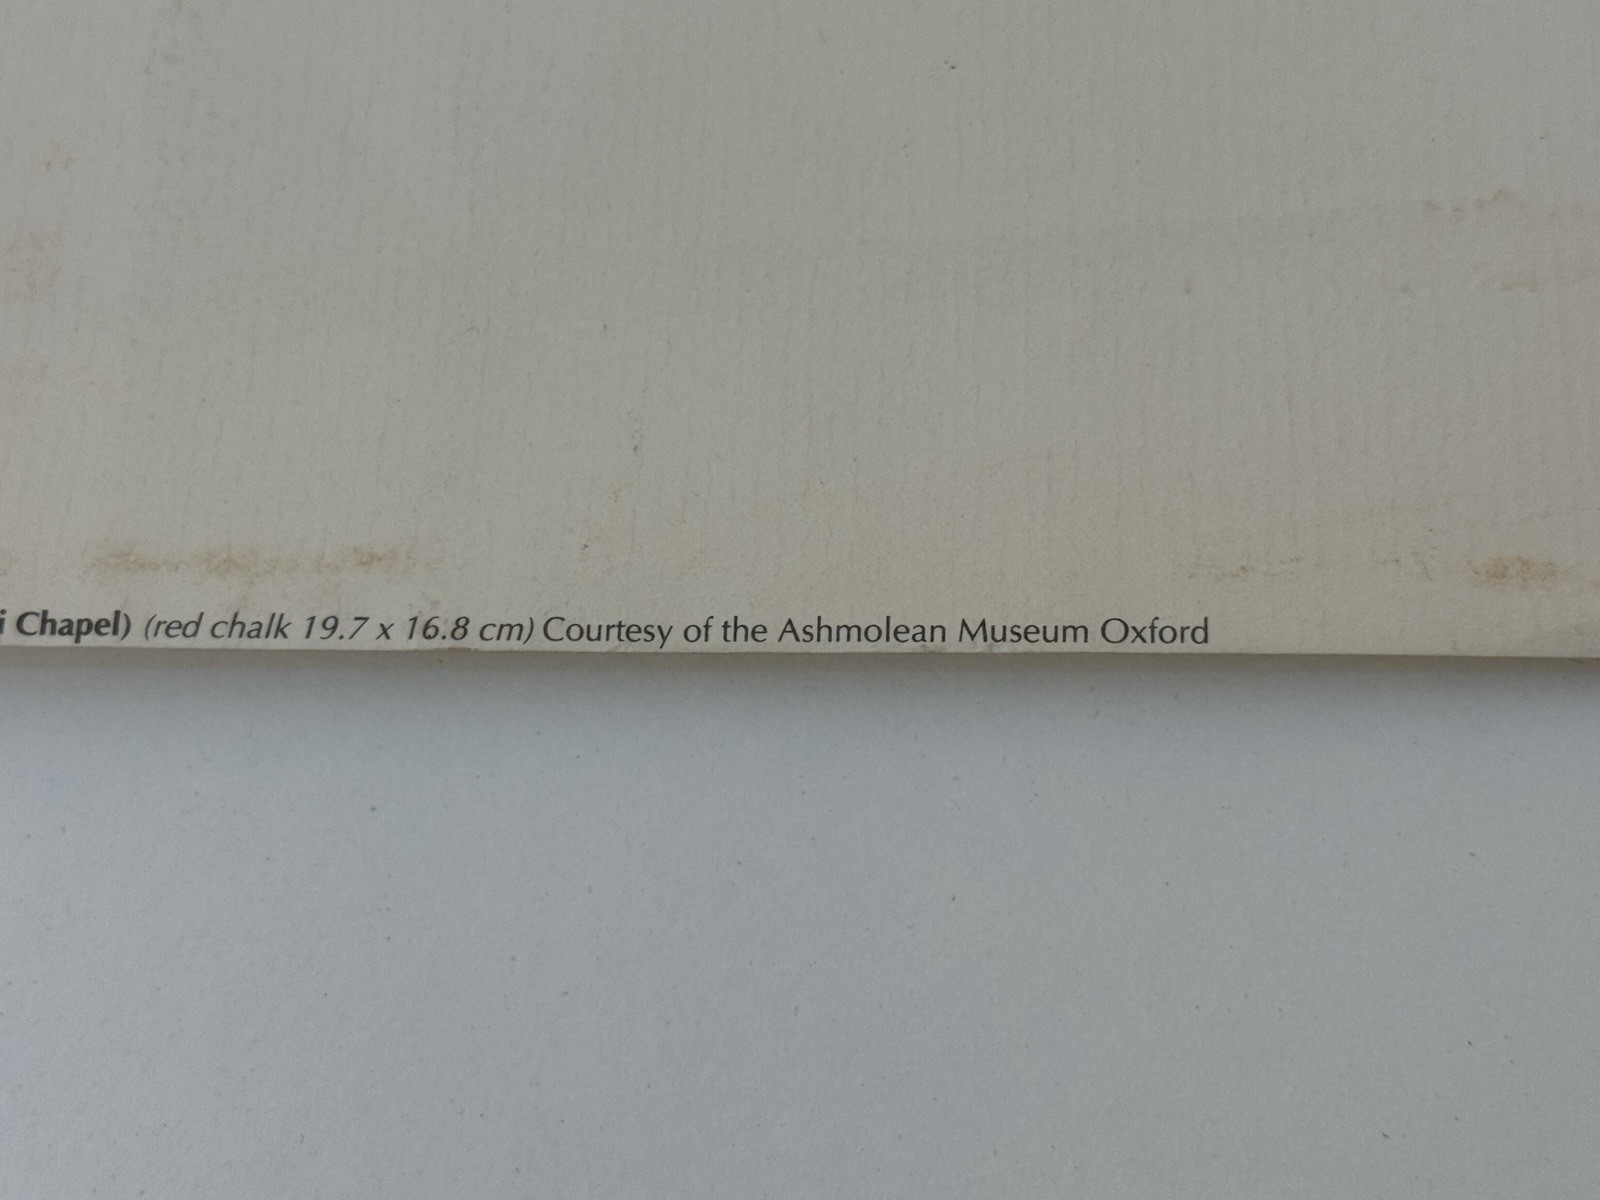 i Chapel) (red chalk 19.7 x 16.8 cm) Courtesy of the Ashmolean Museum Oxford